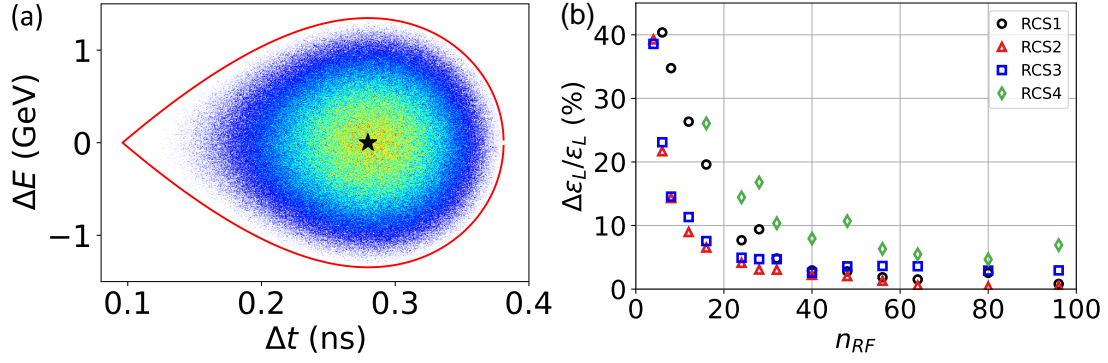 (a)
ΔE (GeV)
1
0
−1
0.1 0.2 0.3 0.4
Δt (ns)
(b)
Δε_L/ε_L (%)
40
30
20
10
0
0 20 40 60 80 100
n_RF
RCS1
RCS2
RCS3
RCS4